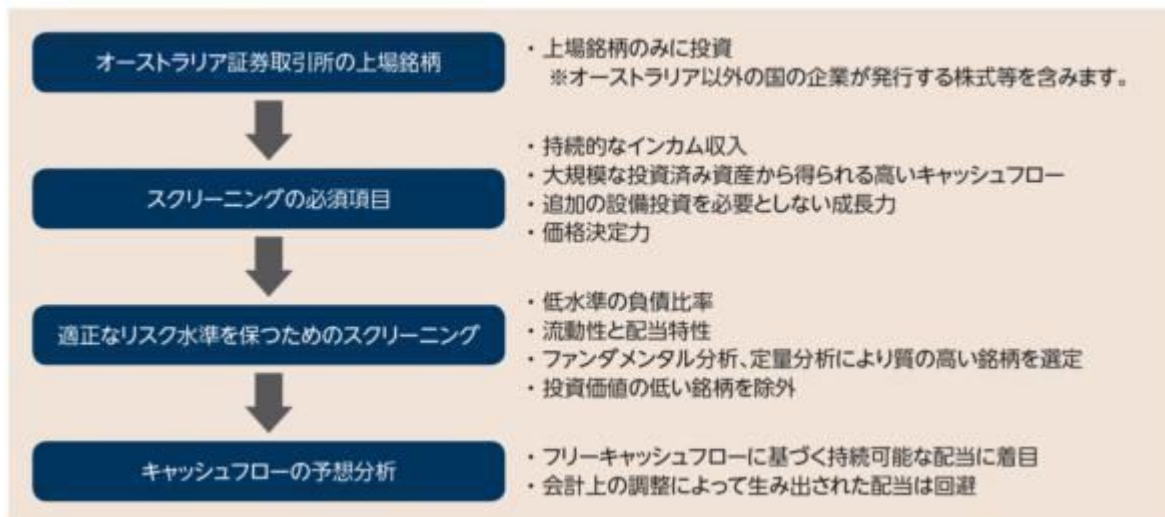 オーストラリア証券取引所の上場銘柄
・上場銘柄のみに投資
※オーストラリア以外の国の企業が発行する株式等を含みます。
スクリーニングの必須項目
・持続的なインカム収入
・大規模な投資済み資産から得られる高いキャッシュフロー
・追加の設備投資を必要としない成長力
・価格決定力
適正なリスク水準を保つためのスクリーニング
・低水準の負債比率
・流動性と配当特性
・ファンダメンタル分析、定量分析により質の高い銘柄を選定
・投資価値の低い銘柄を除外
キャッシュフローの予想分析
・フリーキャッシュフローに基づく持続可能な配当に着目
・会計上の調整によって生み出された配当は回避